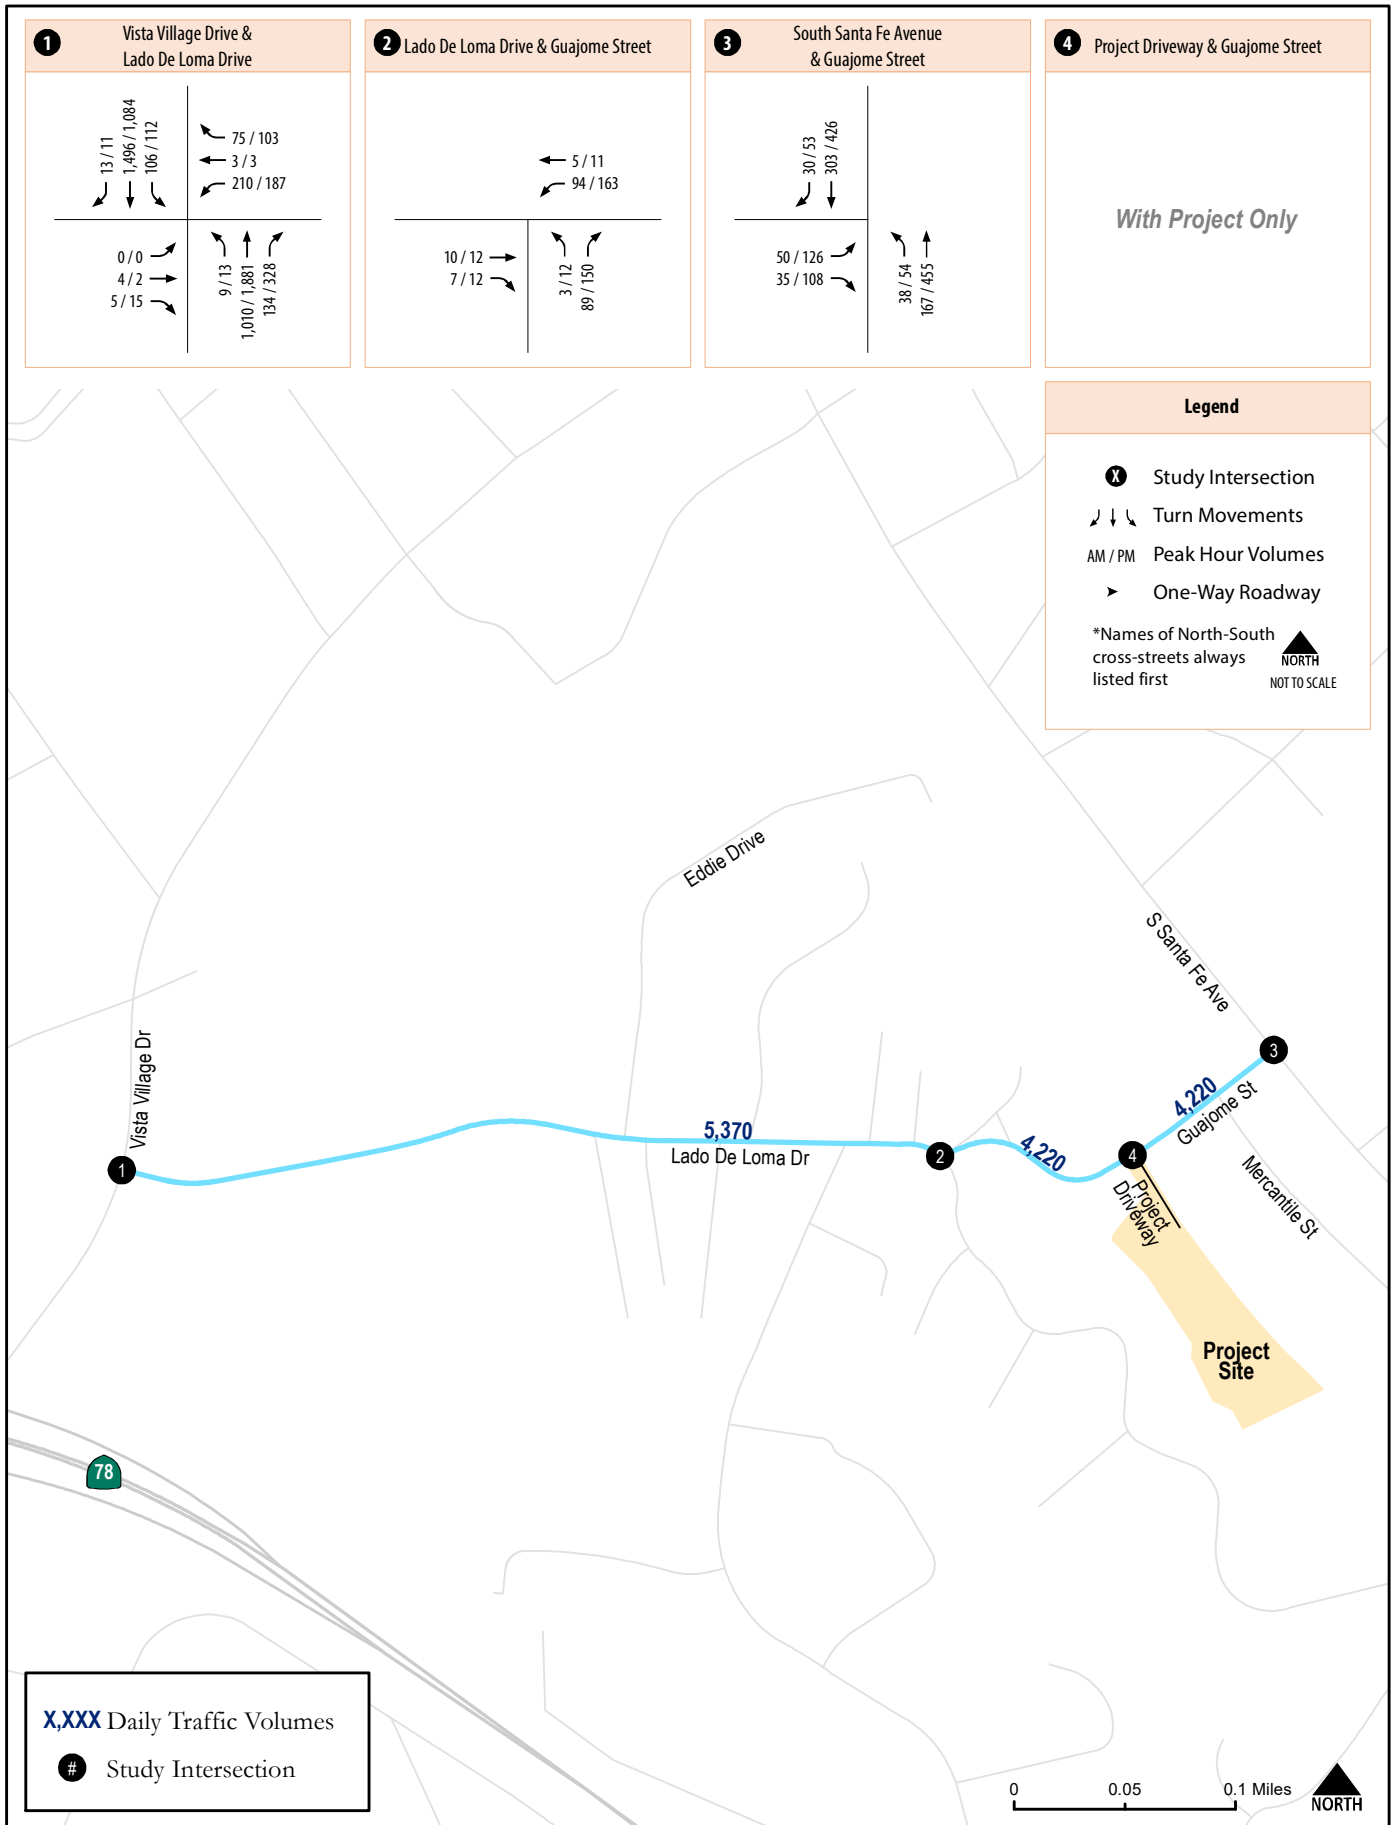 1
Vista Village Drive &
Lado De Loma Drive
13 / 11
1,496 / 1,084
106 / 112
75 / 103
3 / 3
210 / 187
0 / 0
4 / 2
5 / 15
9 / 13
1,010 / 1,881
134 / 328
2
Lado De Loma Drive & Guajome Street
5 / 11
94 / 163
10 / 12
7 / 12
3 / 12
89 / 150
3
South Santa Fe Avenue
& Guajome Street
30 / 53
303 / 426
50 / 126
35 / 108
38 / 54
167 / 455
4
Project Driveway & Guajome Street
With Project Only
Legend
X Study Intersection
Turn Movements
AM / PM Peak Hour Volumes
One-Way Roadway
*Names of North-South
cross-streets always
listed first
NORTH
NOT TO SCALE
Eddie Drive
S Santa Fe Ave
Vista Village Dr
1
5,370
Lado De Loma Dr
2
4,220
4
4,220
Guajome St
3
Mercantile St
Project
Driveway
Project
Site
78
X,XXX Daily Traffic Volumes
# Study Intersection
0 0.05 0.1 Miles
NORTH